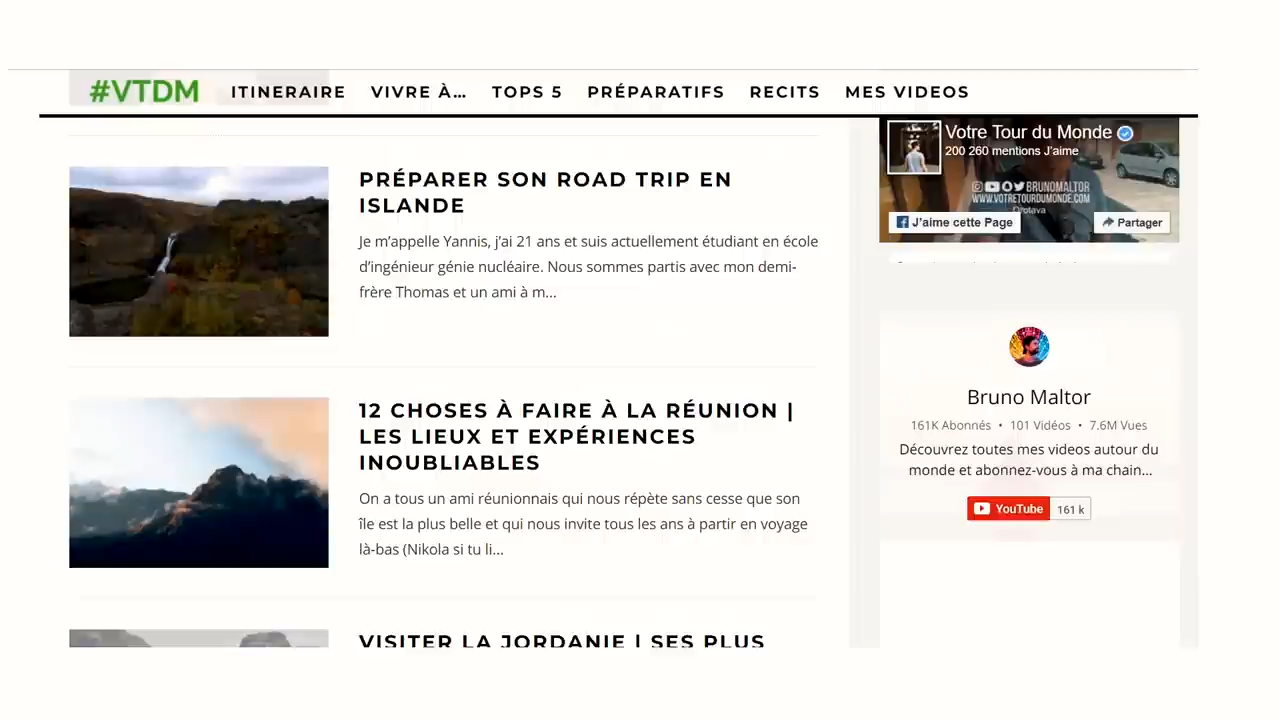 #VTDM ITINERAIRE VIVRE À... TOPS 5 PRÉPARATIFS RECITS MES VIDEOS
PRÉPARER SON ROAD TRIP EN
ISLANDE
Je m’appelle Yannis, j’ai 21 ans et suis actuellement étudiant en école
d’ingénieur génie nucléaire. Nous sommes partis avec mon demi-
frère Thomas et un ami à m...
12 CHOSES À FAIRE À LA RÉUNION |
LES LIEUX ET EXPÉRIENCES
INOUBLIABLES
On a tous un ami réunionnais qui nous répète sans cesse que son
île est la plus belle et qui nous invite tous les ans à partir en voyage
là-bas (Nikola si tu li...
VISITER LA JORDANIE | SES PLUS
Votre Tour du Monde
200 260 mentions J’aime
BRUNOMALTOR
WWW.VOTRETOURDUMONDE.COM
Orotava
J’aime cette Page Partager
Bruno Maltor
161K Abonnés • 101 Vidéos • 7.6M Vues
Découvrez toutes mes videos autour du
monde et abonnez-vous à ma chain...
YouTube 161 k